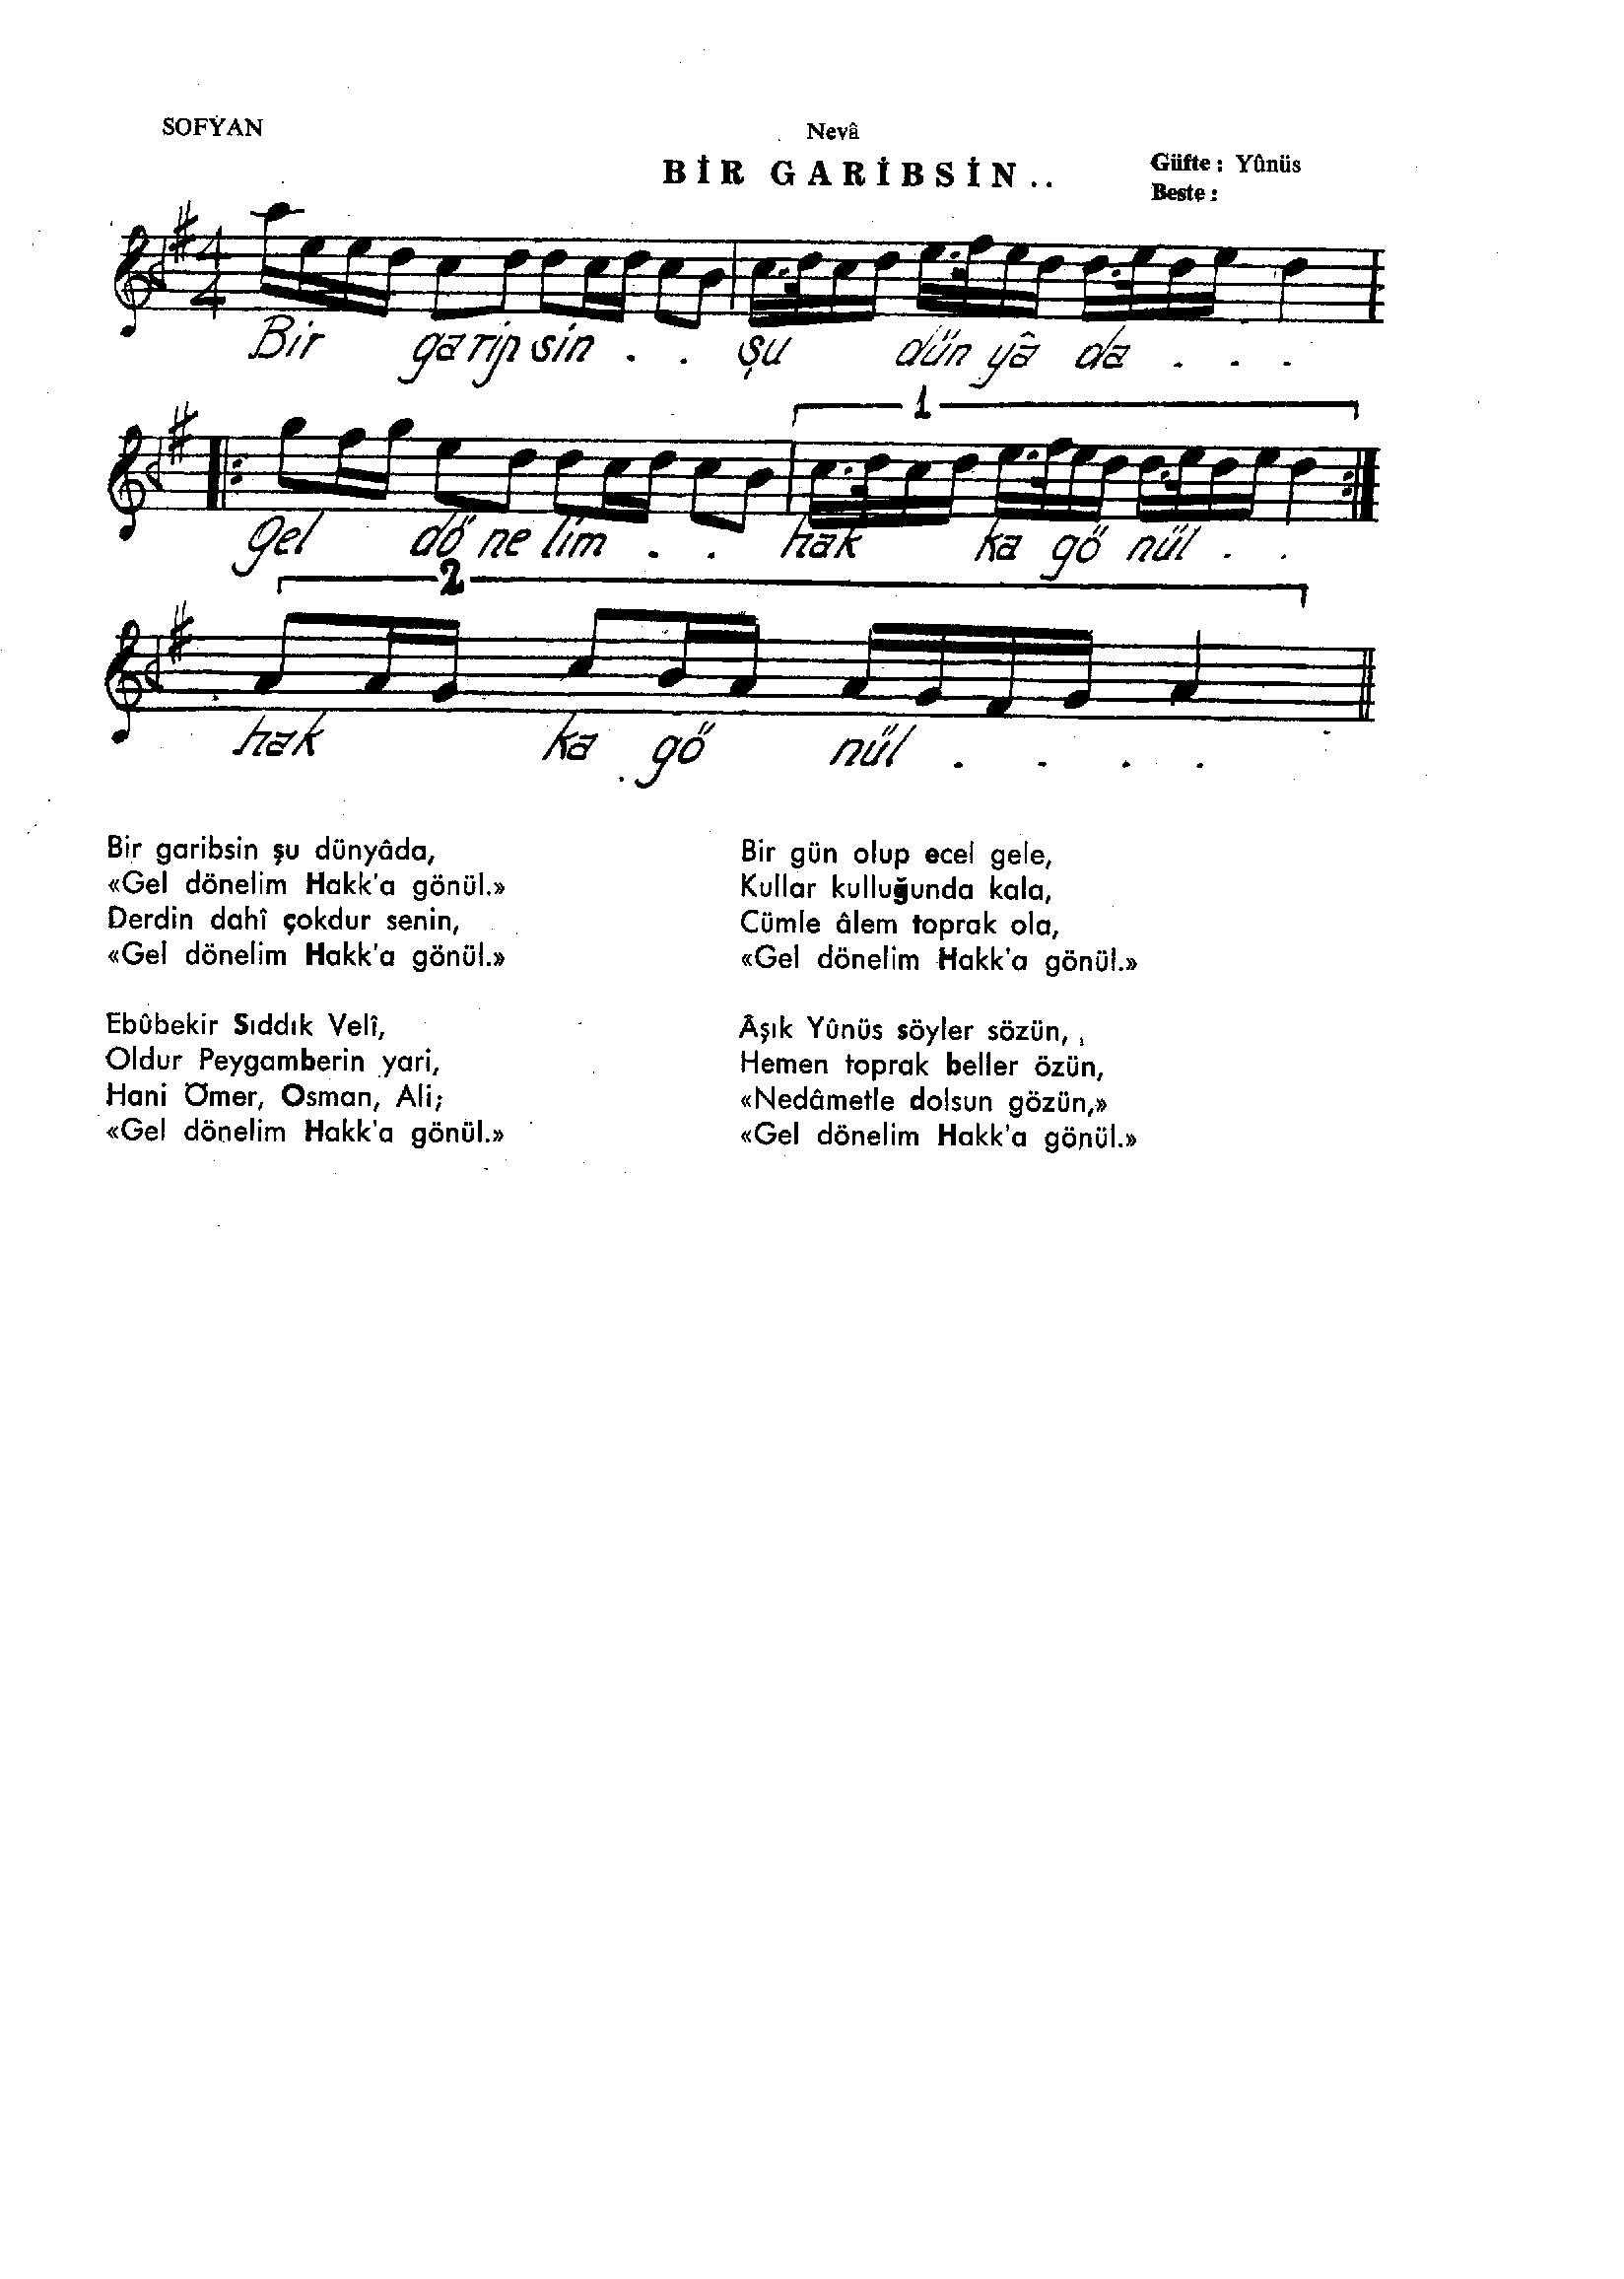 SOFYAN
Nevâ
BİR GARİBSİN..
Güfte : Yûnüs
Beste :
4/4
Bir garip sin . . şu dün yâ da . . .
1
gel dö ne lim . . hak ka gö nül . .
2
hak ka gö nül . . . .
Bir garibsin şu dünyâda,
«Gel dönelim Hakk'a gönül.»
Derdin dahî çokdur senin,
«Gel dönelim Hakk'a gönül.»
Ebûbekir Sıddık Velî,
Oldur Peygamberin yari,
Hani Ömer, Osman, Ali;
«Gel dönelim Hakk'a gönül.»
Bir gün olup ecel gele,
Kullar kulluğunda kala,
Cümle âlem toprak ola,
«Gel dönelim Hakk'a gönül.»
Âşık Yûnüs söyler sözün,
Hemen toprak beller özün,
«Nedâmetle dolsun gözün,»
«Gel dönelim Hakk'a gönül.»